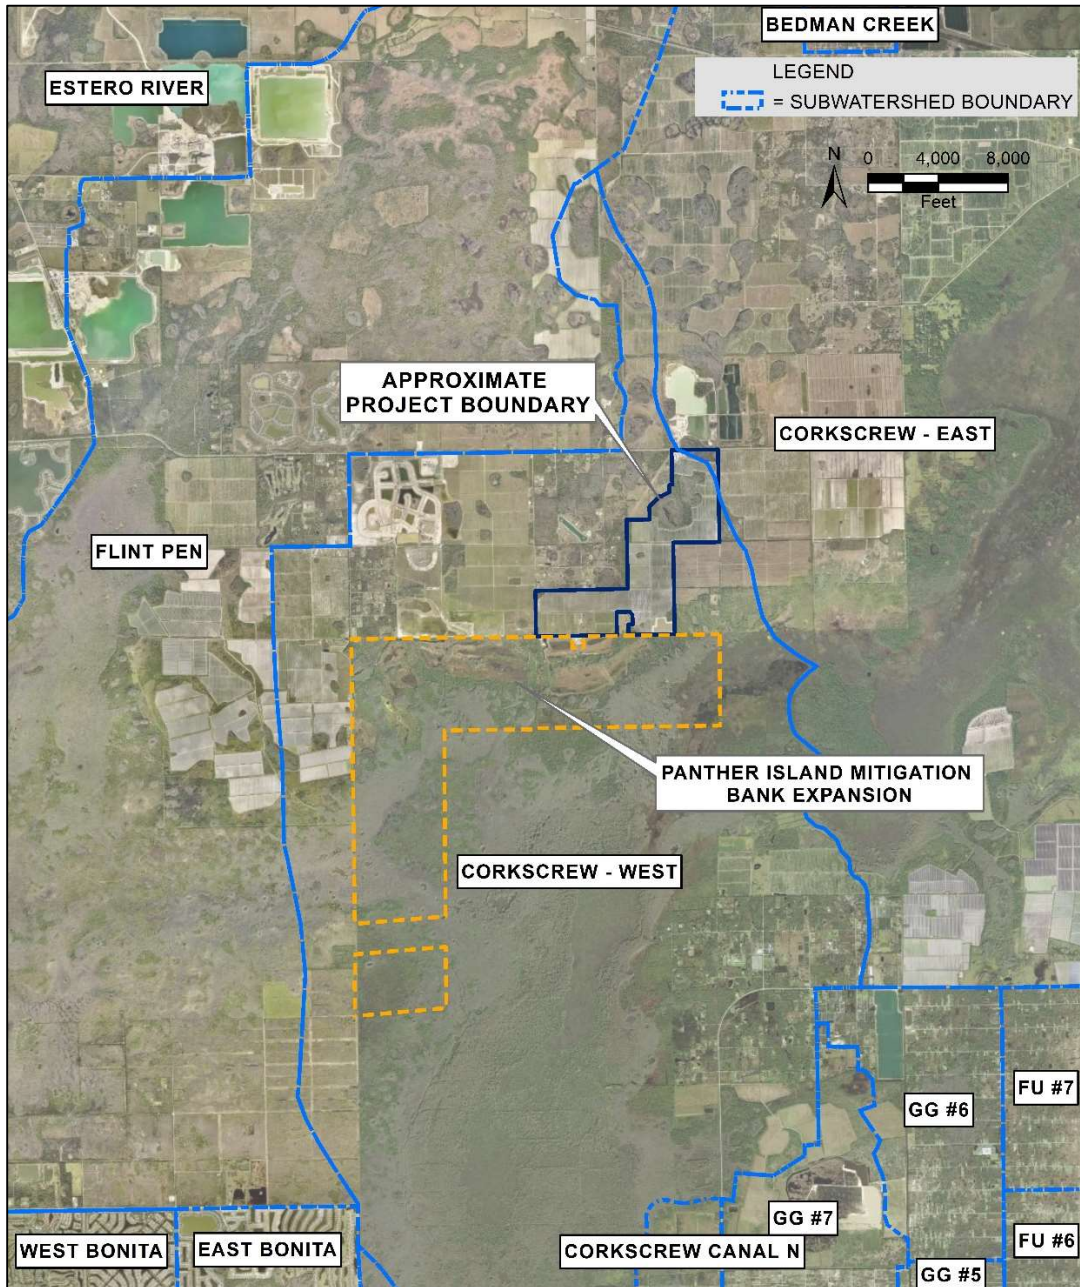 BEDMAN CREEK
ESTERO RIVER
LEGEND
= SUBWATERSHED BOUNDARY
N
0 4,000 8,000
Feet
APPROXIMATE
PROJECT BOUNDARY
CORKSCREW - EAST
FLINT PEN
PANTHER ISLAND MITIGATION
BANK EXPANSION
CORKSCREW - WEST
FU #7
GG #6
GG #7
WEST BONITA
EAST BONITA
CORKSCREW CANAL N
FU #6
GG #5